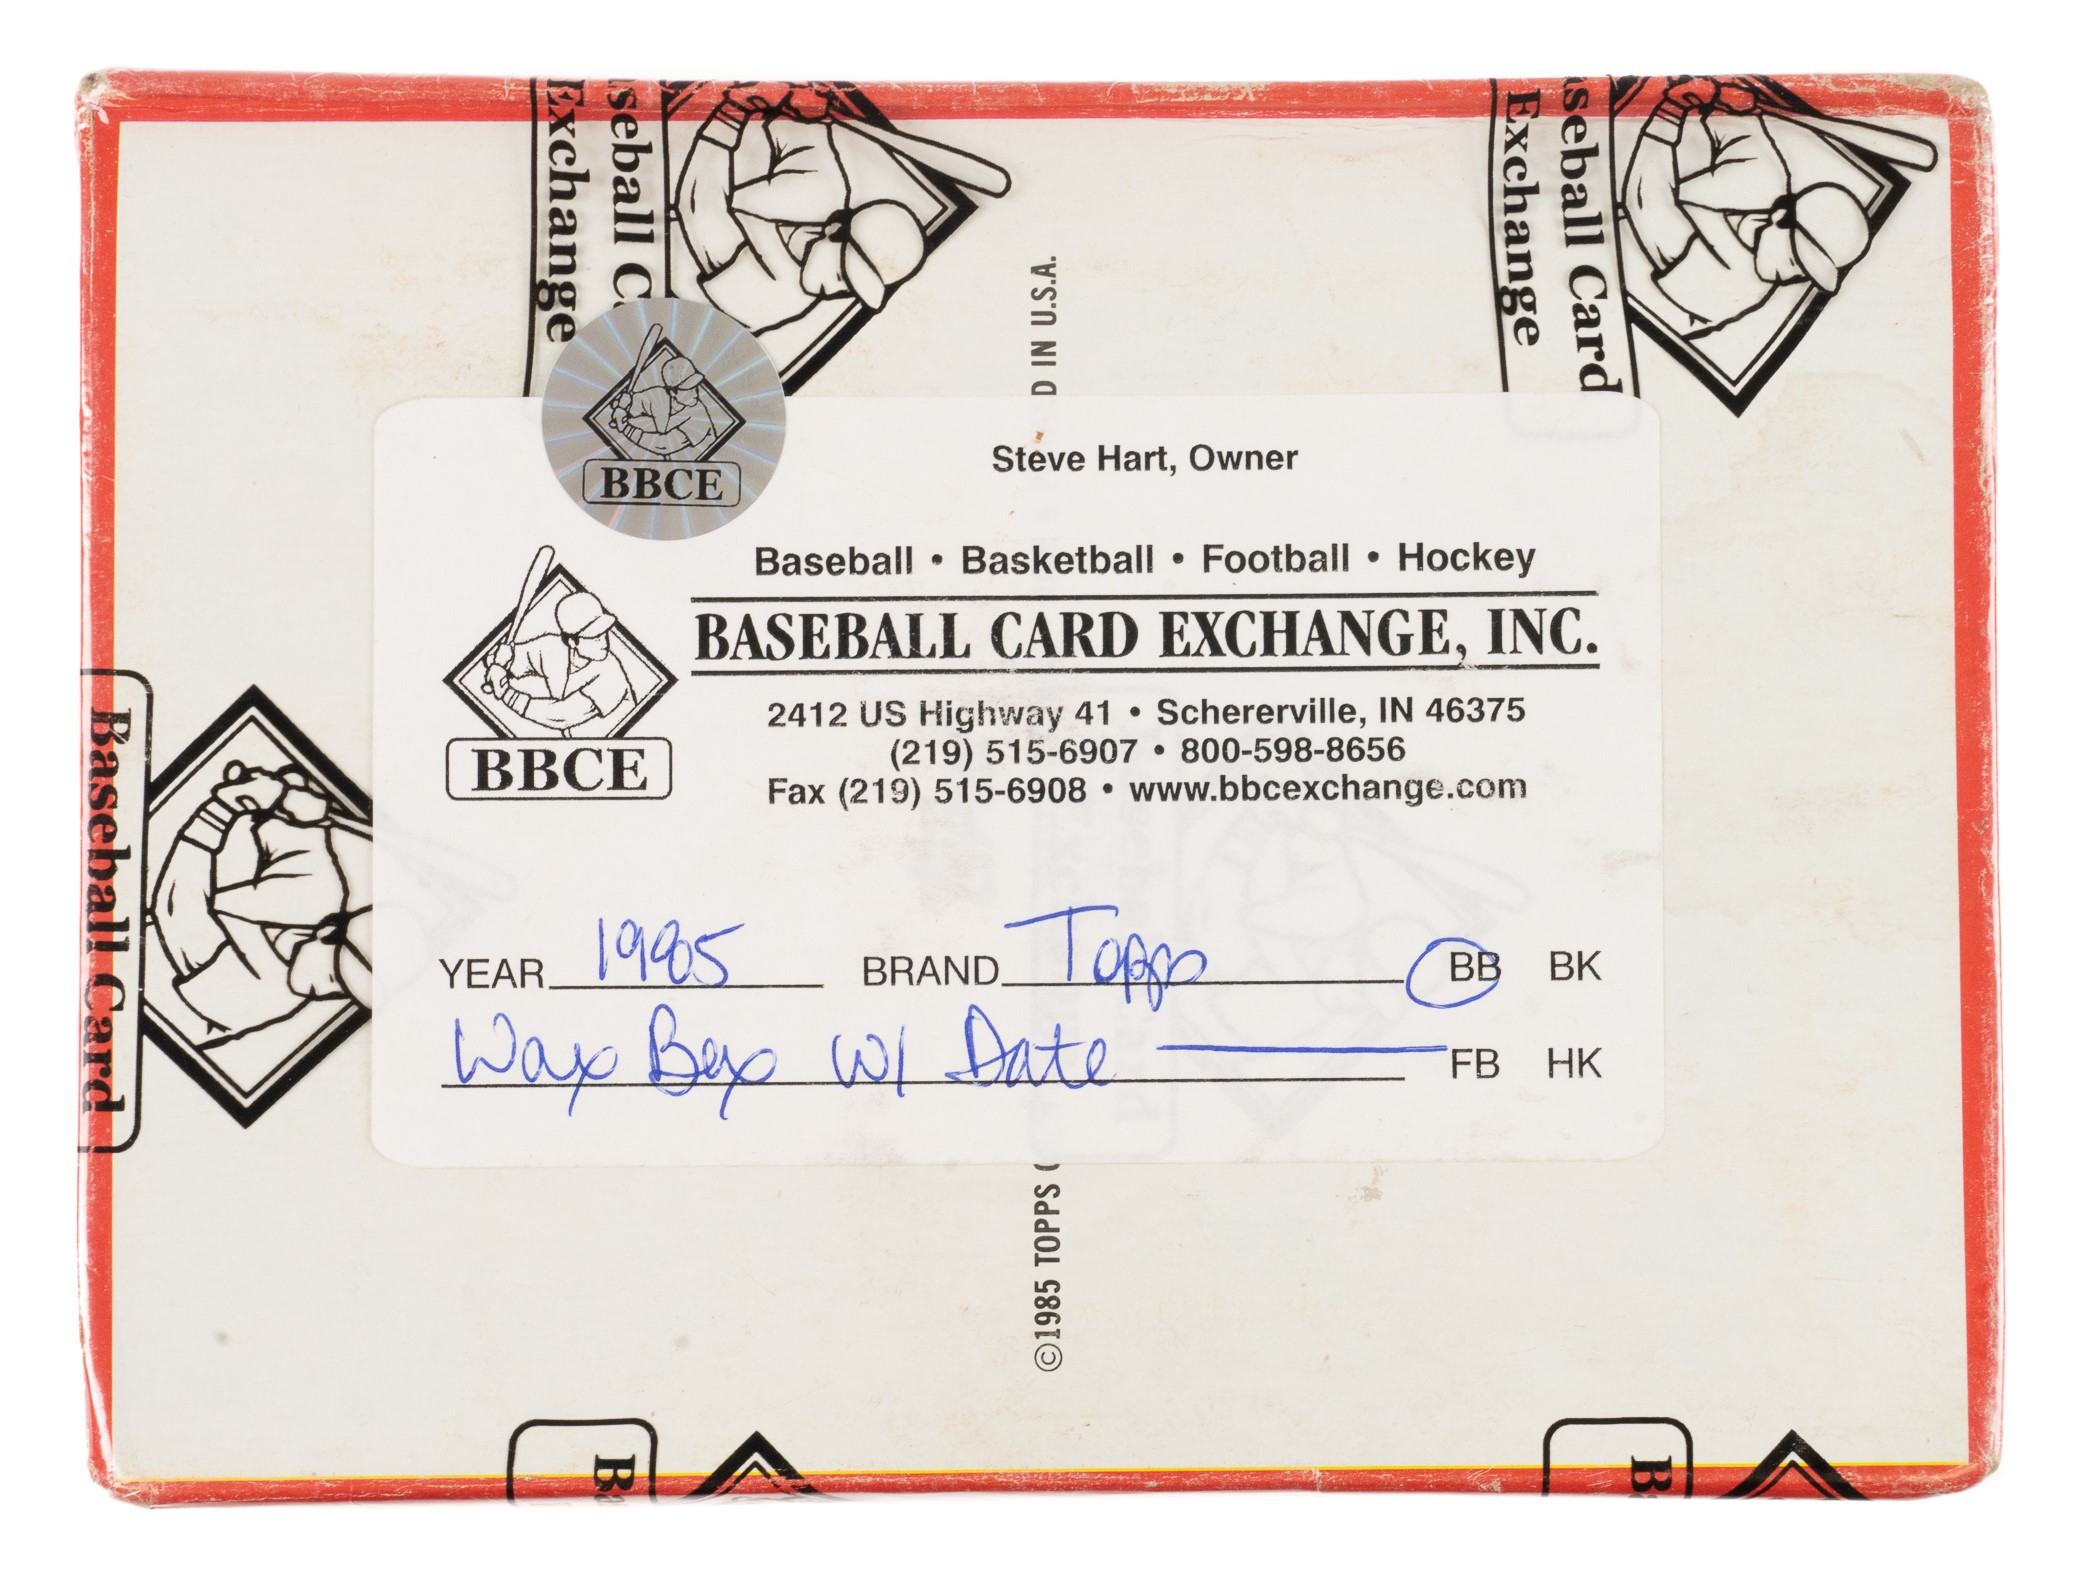 Baseball Card
Exchange
Baseball Card
Exchange
D IN U.S.A.
BBCE
Steve Hart, Owner
Baseball • Basketball • Football • Hockey
BASEBALL CARD EXCHANGE, INC.
2412 US Highway 41 • Schererville, IN 46375
(219) 515-6907 • 800-598-8656
Fax (219) 515-6908 • www.bbcexchange.com
BBCE
Baseball Card
YEAR 1985 BRAND Topps BB BK
Wax Box w/ Date FB HK
©1985 TOPPS
Ba
Ba